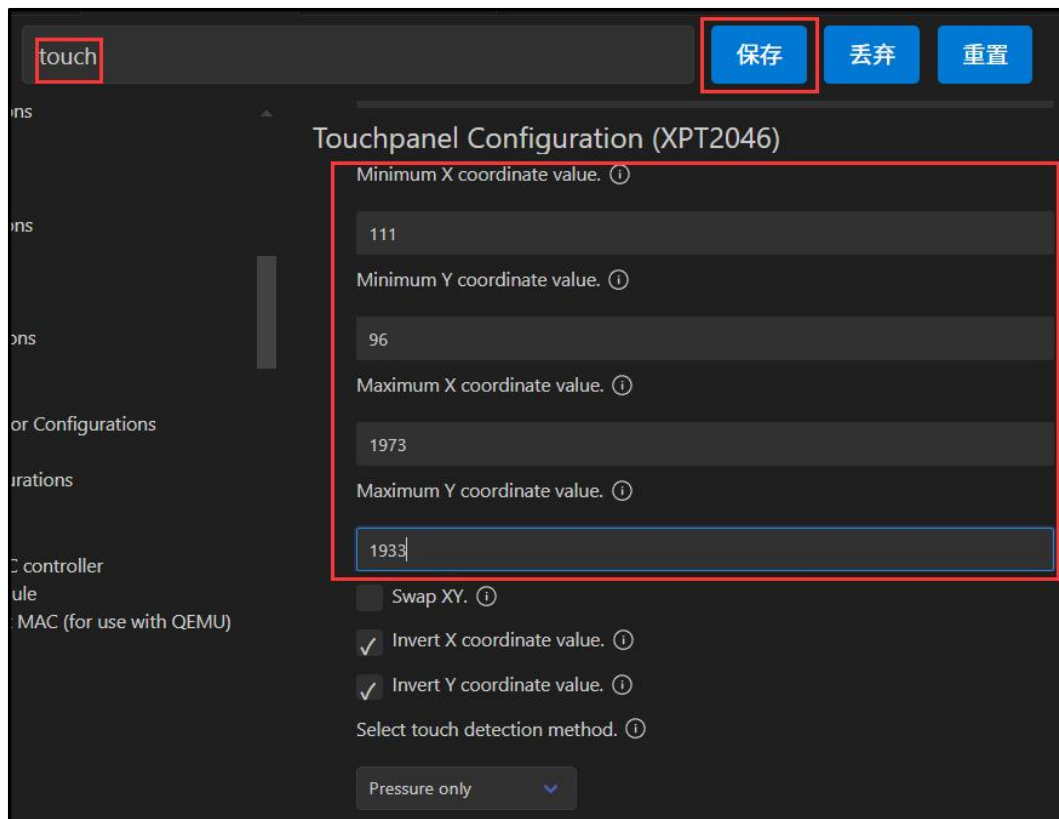 touch
保存
丢弃
重置
ons
Touchpanel Configuration (XPT2046)
Minimum X coordinate value.
111
ons
Minimum Y coordinate value.
96
ons
Maximum X coordinate value.
1973
or Configurations
urations
Maximum Y coordinate value.
1933
C controller
ule
Swap XY.
MAC (for use with QEMU)
Invert X coordinate value.
Invert Y coordinate value.
Select touch detection method.
Pressure only